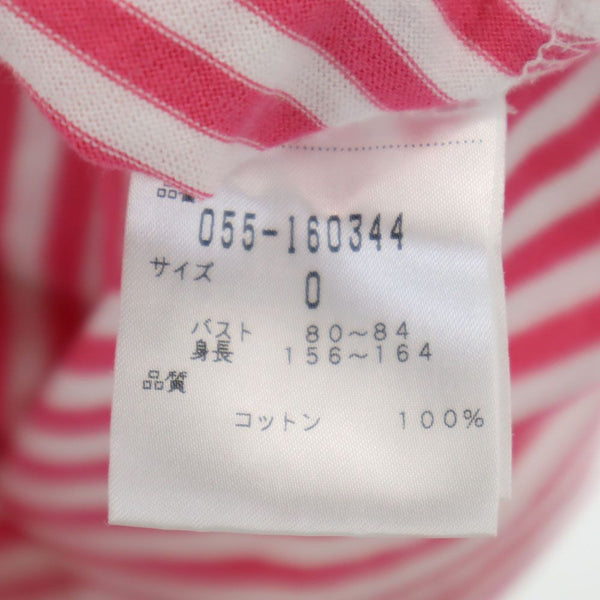 055-160344
サイズ
0
バスト 80～84
身長 156～164
品質
コットン 100%